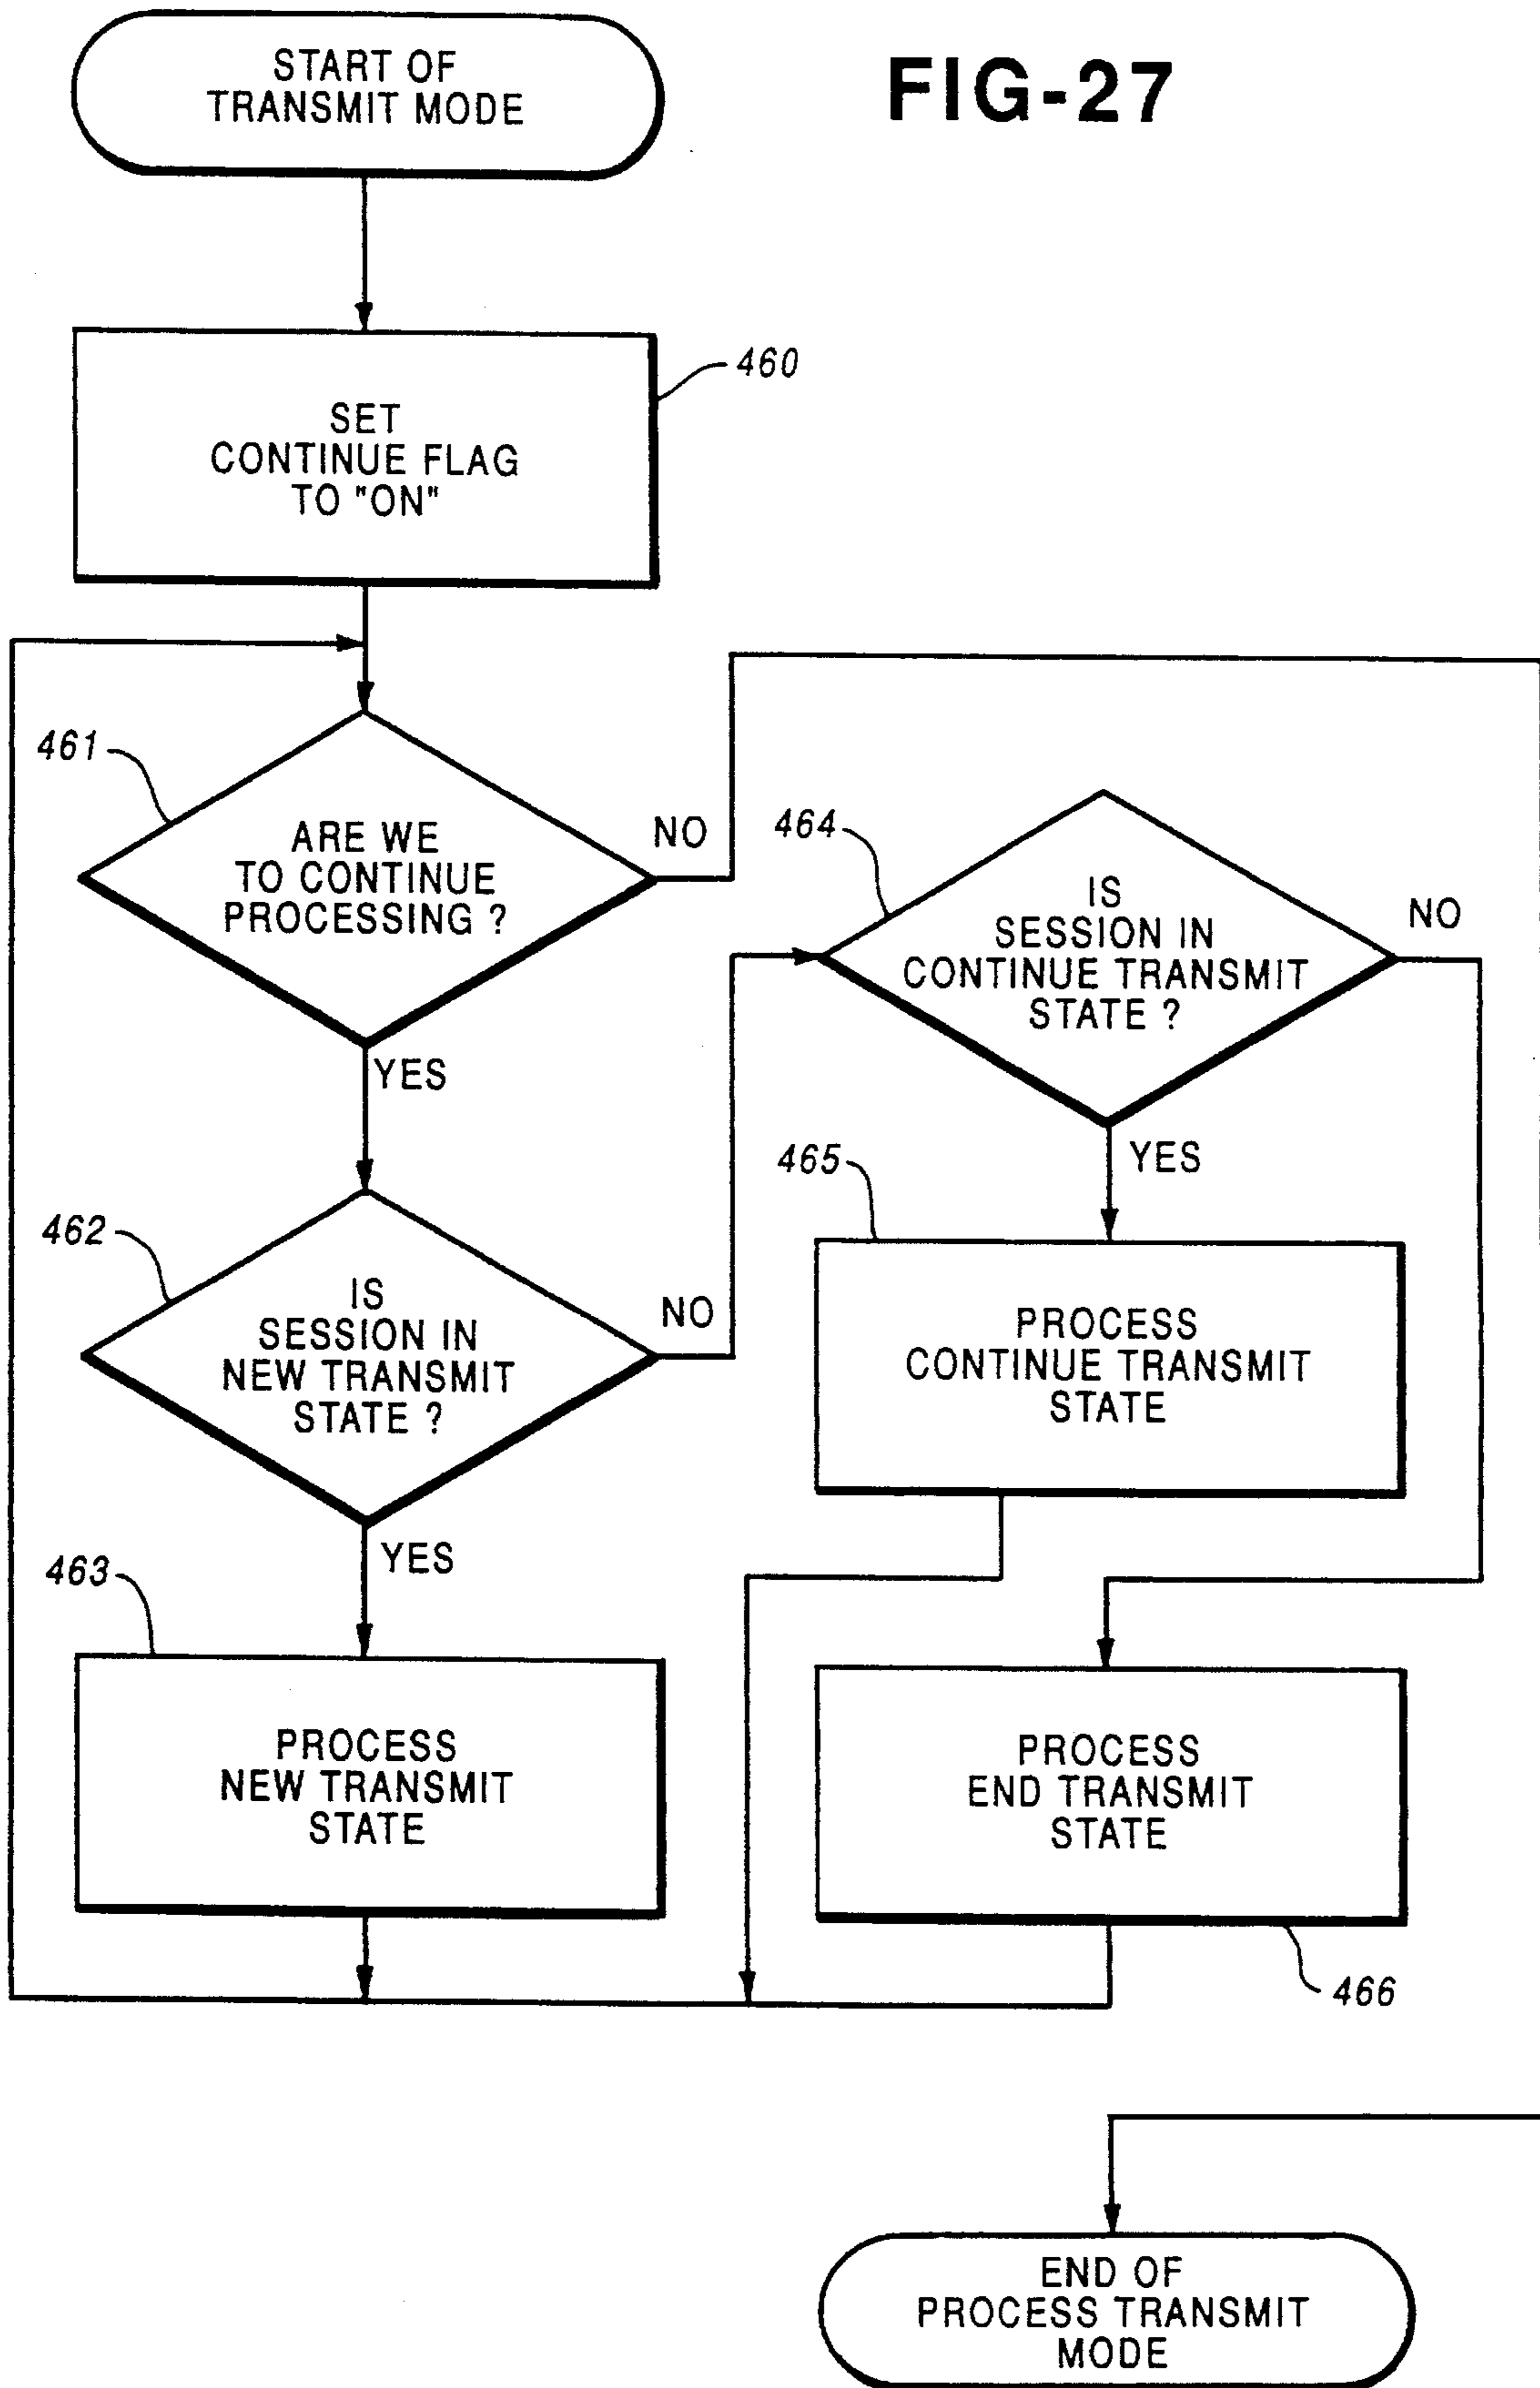 START OF
TRANSMIT MODE
FIG-27
460
SET
CONTINUE FLAG
TO "ON"
461
ARE WE
TO CONTINUE
PROCESSING ?
NO
YES
464
IS
SESSION IN
CONTINUE TRANSMIT
STATE ?
NO
YES
462
IS
SESSION IN
NEW TRANSMIT
STATE ?
NO
YES
465
PROCESS
CONTINUE TRANSMIT
STATE
463
PROCESS
NEW TRANSMIT
STATE
PROCESS
END TRANSMIT
STATE
466
END OF
PROCESS TRANSMIT
MODE